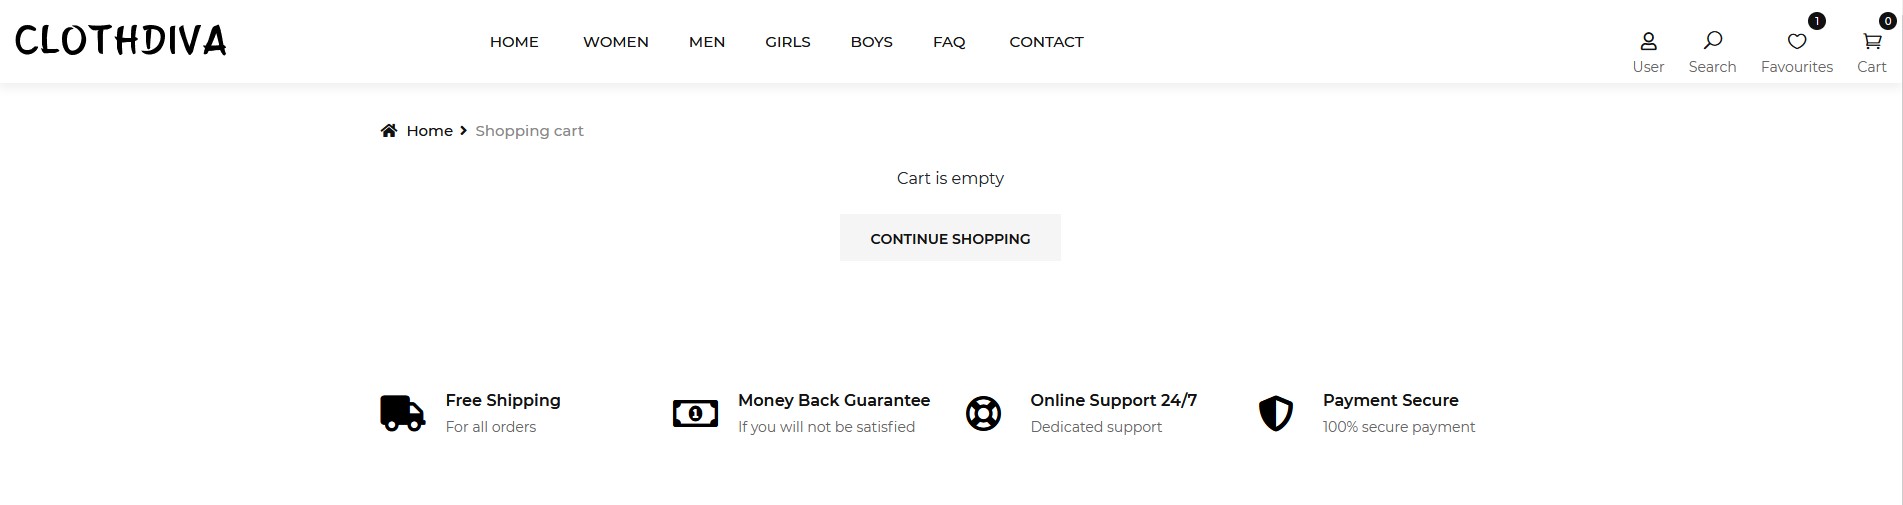 CLOTHDIVA
HOME WOMEN MEN GIRLS BOYS FAQ CONTACT
1 0
User Search Favourites Cart
Home Shopping cart
Cart is empty
CONTINUE SHOPPING
Free Shipping
For all orders
1
Money Back Guarantee
If you will not be satisfied
Online Support 24/7
Dedicated support
Payment Secure
100% secure payment